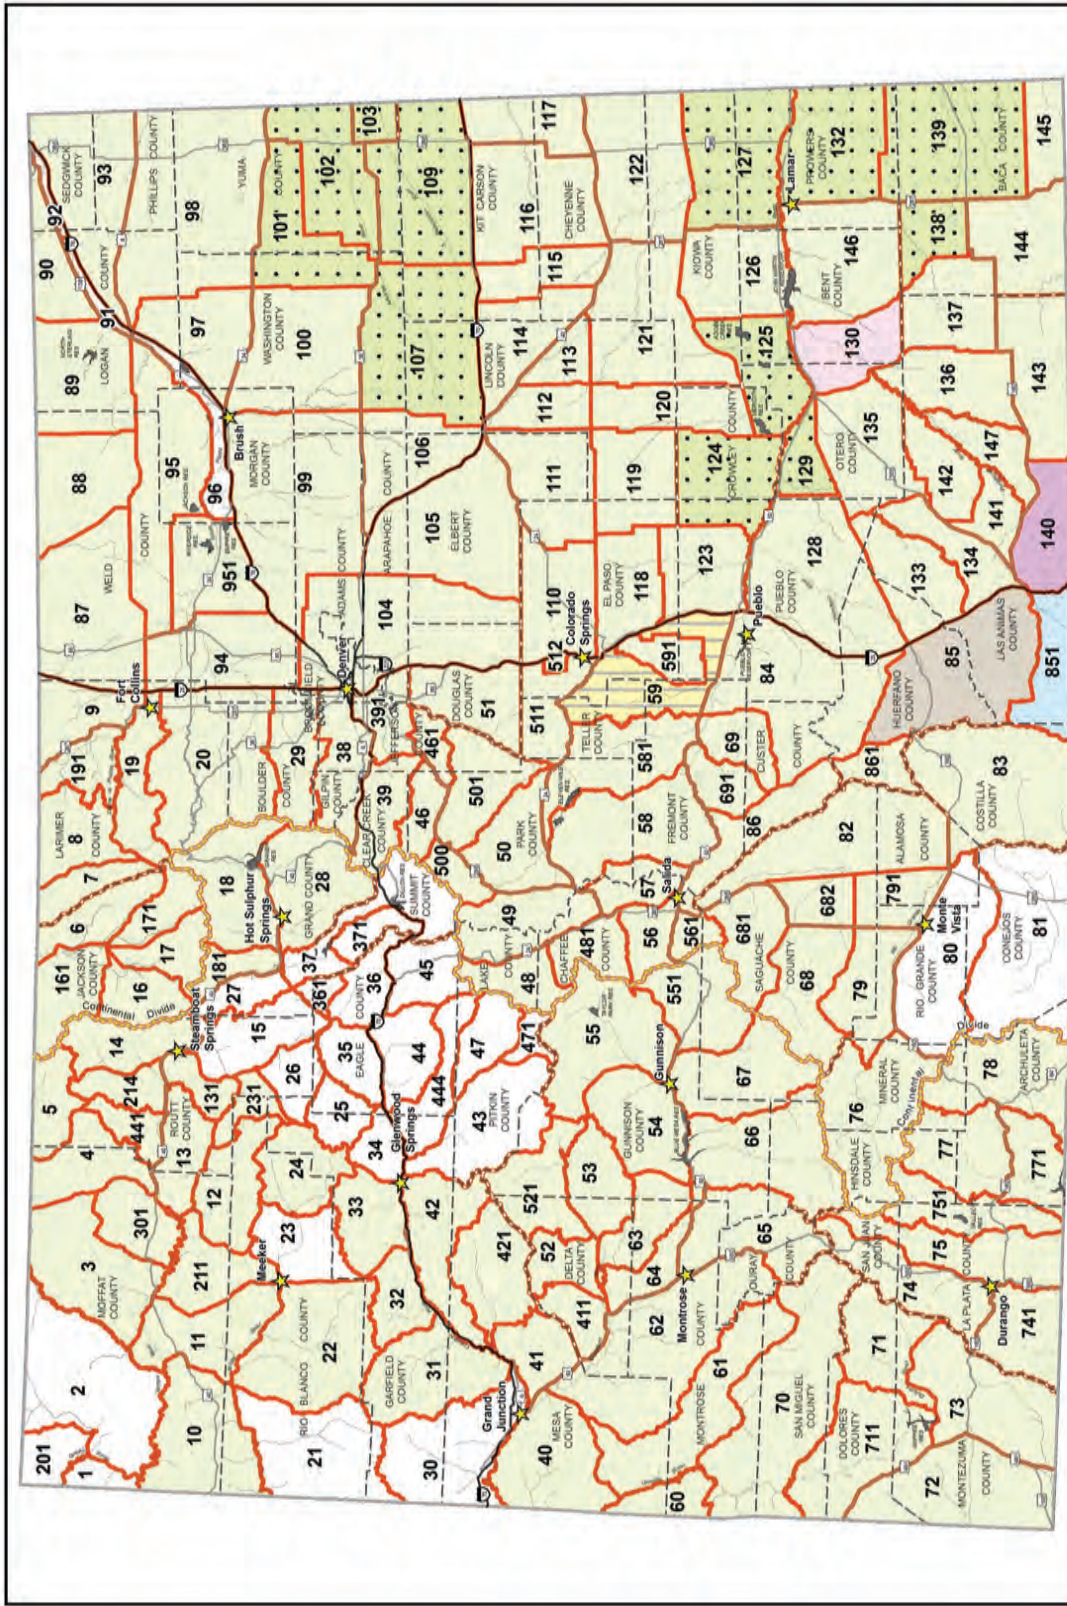 201
1
2
3
MOFFAT
COUNTY
301
4
5
10
11
211
12
13
441
214
14
131
ROUTT
COUNTY
Steamboat
Springs
Continental Divide
161
JACKSON
COUNTY
6
7
16
17
171
LARIMER
COUNTY
8
191
9
19
Fort
Collins
20
87
WELD
COUNTY
88
89
LOGAN
COUNTY
90
91
92
SEDGWICK
COUNTY
93
PHILLIPS COUNTY
94
951
95
96
Brush
MORGAN
COUNTY
97
98
YUMA
COUNTY
WASHINGTON
COUNTY
99
100
101
102
103
21
RIO BLANCO COUNTY
22
Meeker
23
24
231
15
26
27
181
18
Hot Sulphur
Springs
GRAND COUNTY
28
37
371
361
BOULDER
COUNTY
29
GILPIN
COUNTY
38
Denver
ADAMS COUNTY
GARFIELD
COUNTY
31
32
33
34
25
35
EAGLE
COUNTY
36
Glenwood
Springs
CLEAR CREEK
COUNTY
39
391
JEFFERSON
COUNTY
104
ARAPAHOE COUNTY
105
106
107
109
30
40
MESA
COUNTY
Grand
Junction
41
42
421
43
PITKIN
COUNTY
44
444
45
SUMMIT
COUNTY
46
461
47
471
48
LAKE
COUNTY
49
500
50
501
PARK
COUNTY
51
DOUGLAS
COUNTY
511
512
ELBERT
COUNTY
LINCOLN
COUNTY
KIT CARSON
COUNTY
110
Colorado
Springs
111
112
113
114
115
116
117
CHEYENNE
COUNTY
411
DELTA
COUNTY
52
521
53
54
GUNNISON
COUNTY
55
551
Gunnison
CHAFFEE
COUNTY
481
56
561
57
Salida
58
581
FREMONT
COUNTY
TELLER
COUNTY
59
591
EL PASO
COUNTY
118
119
120
121
122
60
61
MONTROSE
COUNTY
62
Montrose
63
64
65
OURAY
COUNTY
66
67
68
681
682
SAGUACHE
COUNTY
69
691
CUSTER
COUNTY
86
84
Pueblo
PUEBLO
COUNTY
123
124
CROWLEY
COUNTY
125
126
KIOWA
COUNTY
127
70
SAN MIGUEL
COUNTY
DOLORES
COUNTY
711
71
SAN JUAN
COUNTY
HINSDALE
COUNTY
76
MINERAL
COUNTY
79
791
82
ALAMOSA
COUNTY
861
HUERFANO
COUNTY
128
129
OTERO
COUNTY
130
BENT
COUNTY
146
Lamar
PROWERS
COUNTY
132
72
MONTEZUMA
COUNTY
73
74
LA PLATA
COUNTY
75
751
77
Continental Divide
78
RIO GRANDE
COUNTY
80
Monte
Vista
COSTILLA
COUNTY
83
85
133
134
135
136
137
138
139
BACA COUNTY
Durango
741
771
ARCHULETA
COUNTY
CONEJOS
COUNTY
81
851
LAS ANIMAS
COUNTY
140
141
142
147
143
144
145